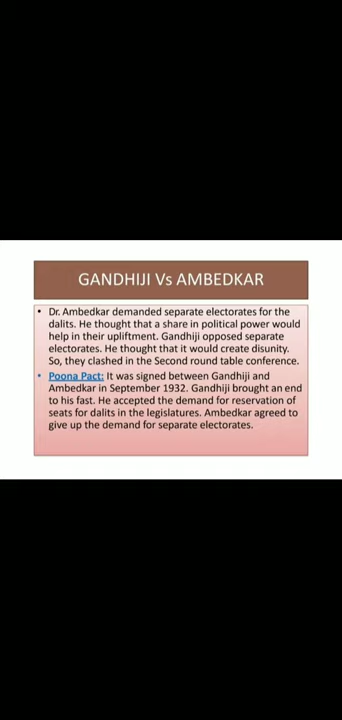 GANDHIJI Vs AMBEDKAR
• Dr. Ambedkar demanded separate electorates for the
dalits. He thought that a share in political power would
help in their upliftment. Gandhiji opposed separate
electorates. He thought that it would create disunity.
So, they clashed in the Second round table conference.
• Poona Pact: It was signed between Gandhiji and
Ambedkar in September 1932. Gandhiji brought an end
to his fast. He accepted the demand for reservation of
seats for dalits in the legislatures. Ambedkar agreed to
give up the demand for separate electorates.